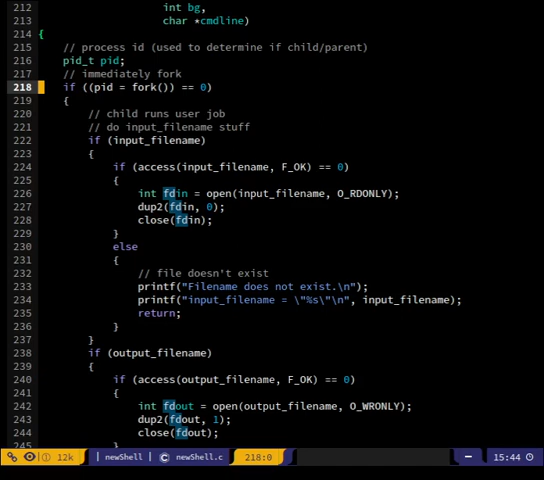 212 int bg,
213 char *cmdline)
214 {
215 // process id (used to determine if child/parent)
216 pid_t pid;
217 // immediately fork
218 if ((pid = fork()) == 0)
219 {
220 // child runs user job
221 // do input_filename stuff
222 if (input_filename)
223 {
224 if (access(input_filename, F_OK) == 0)
225 {
226 int fdin = open(input_filename, O_RDONLY);
227 dup2(fdin, 0);
228 close(fdin);
229 }
230 else
231 {
232 // file doesn't exist
233 printf("Filename does not exist.\n");
234 printf("input_filename = \"%s\"\n", input_filename);
235 return;
236 }
237 }
238 if (output_filename)
239 {
240 if (access(output_filename, F_OK) == 0)
241 {
242 int fdout = open(output_filename, O_WRONLY);
243 dup2(fdout, 1);
244 close(fdout);
245 }
12k | newShell | newShell.c 218:0 15:44